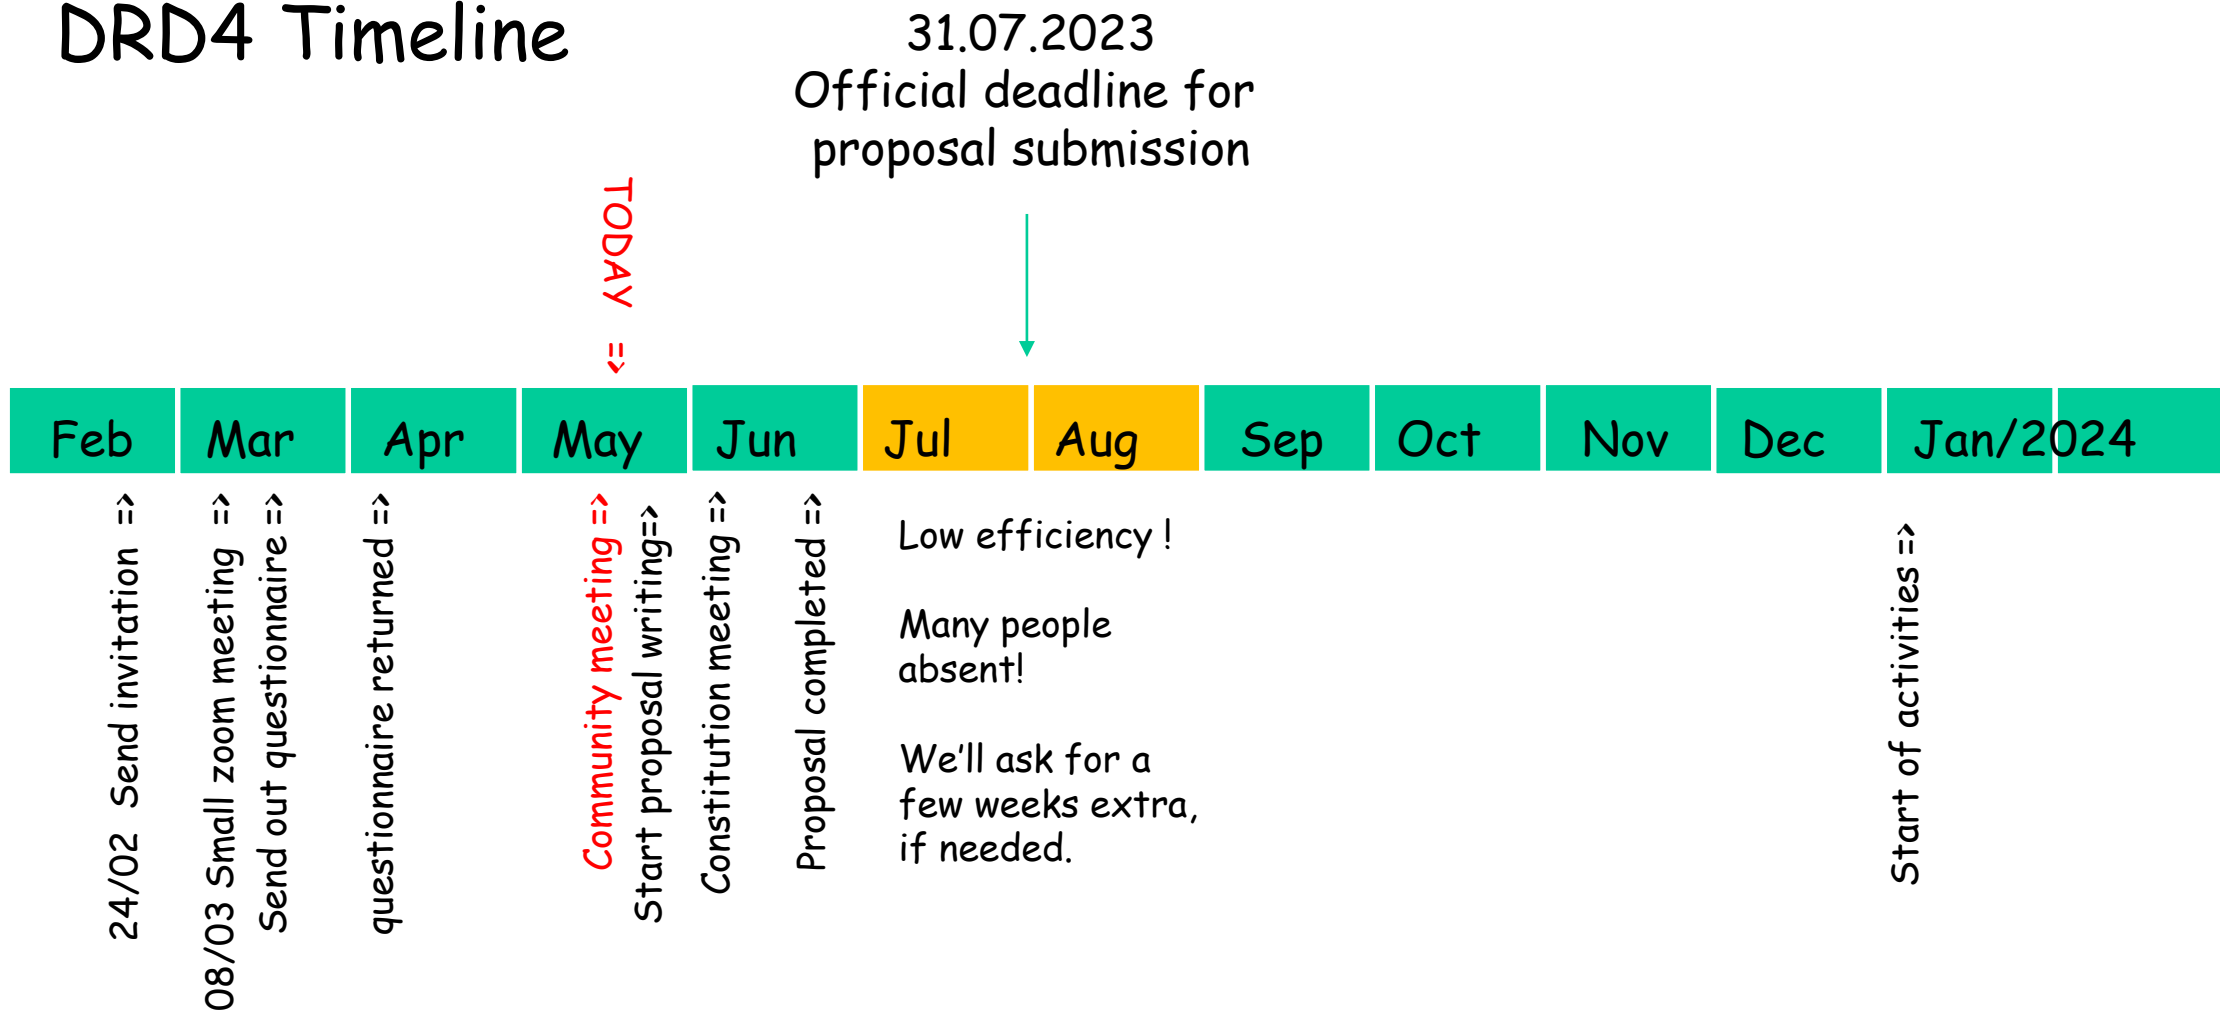 DRD4 Timeline
31.07.2023
Official deadline for
proposal submission
TODAY =>
Feb
Mar
Apr
May
Jun
Jul
Aug
Sep
Oct
Nov
Dec
Jan/2024
24/02 Send invitation =>
08/03 Small zoom meeting =>
Send out questionnaire =>
questionnaire returned =>
Community meeting =>
Start proposal writing=>
Constitution meeting =>
Proposal completed =>
Low efficiency !
Many people
absent!
We'll ask for a
few weeks extra,
if needed.
Start of activities =>